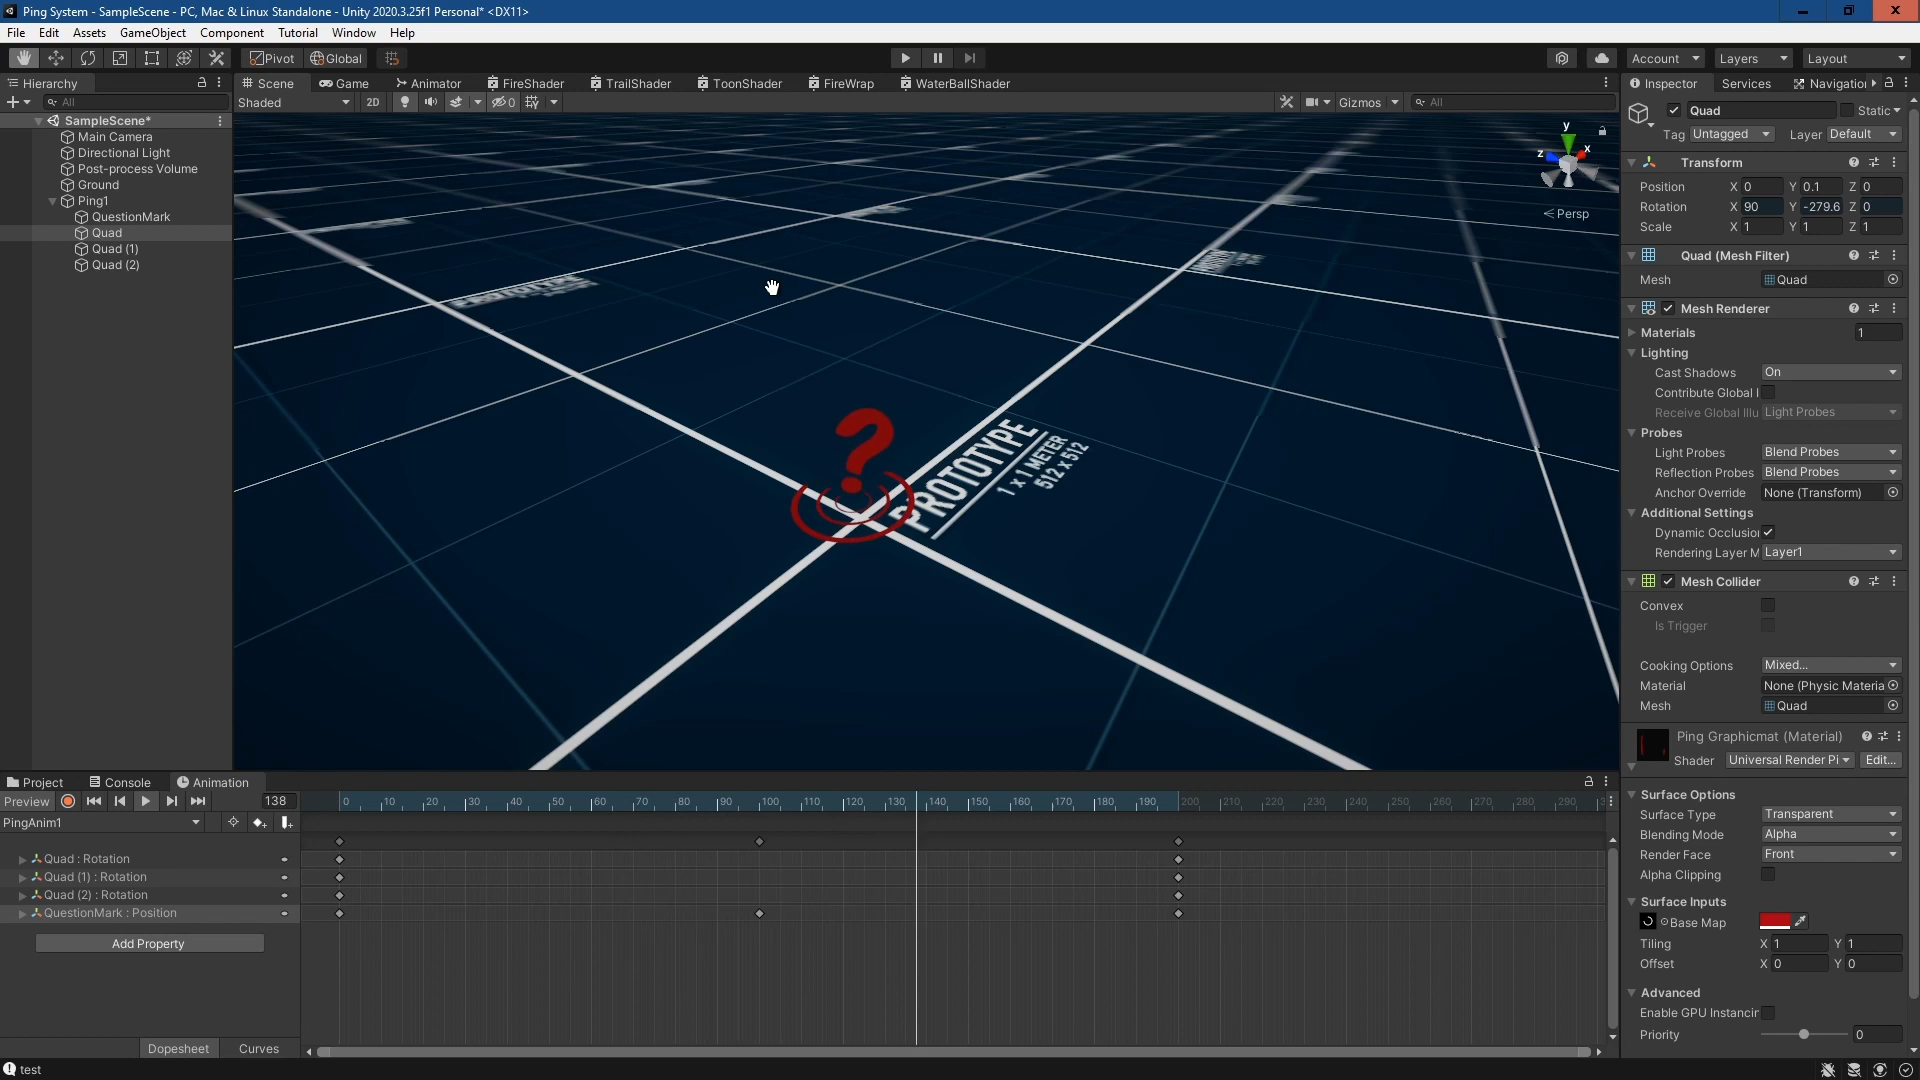 Ping System - SampleScene - PC, Mac & Linux Standalone - Unity 2020.3.25f1 Personal* <DX11>
File Edit Assets GameObject Component Tutorial Window Help
Pivot Global Account Layers Layout
Hierarchy
All
SampleScene*
Main Camera
Directional Light
Post-process Volume
Ground
Ping1
QuestionMark
Quad
Quad (1)
Quad (2)
Scene Game Animator FireShader TrailShader ToonShader FireWrap WaterBallShader
Shaded 2D 0 Gizmos All
y
z x
Persp
?
PROTOTYPE
1 X 1 METER
512 X 512
Inspector Services Navigation
Quad Static
Tag Untagged Layer Default
Transform
Position X 0 Y 0.1 Z 0
Rotation X 90 Y -279.6 Z 0
Scale X 1 Y 1 Z 1
Quad (Mesh Filter)
Mesh Quad
Mesh Renderer
Materials 1
Lighting
Cast Shadows On
Contribute Global I
Receive Global Illu Light Probes
Probes
Light Probes Blend Probes
Reflection Probes Blend Probes
Anchor Override None (Transform)
Additional Settings
Dynamic Occlusion
Rendering Layer M Layer1
Mesh Collider
Convex
Is Trigger
Cooking Options Mixed...
Material None (Physic Materia
Mesh Quad
Ping Graphicmat (Material)
Shader Universal Render Pi Edit...
Surface Options
Surface Type Transparent
Blending Mode Alpha
Render Face Front
Alpha Clipping
Surface Inputs
Base Map
Tiling X 1 Y 1
Offset X 0 Y 0
Advanced
Enable GPU Instancin
Priority 0
Project Console Animation
Preview 138
0 10 20 30 40 50 60 70 80 90 100 110 120 130 140 150 160 170 180 190 200 210 220 230 240 250 260 270 280 290
PingAnim1
Quad : Rotation
Quad (1) : Rotation
Quad (2) : Rotation
QuestionMark : Position
Add Property
Dopesheet Curves
test